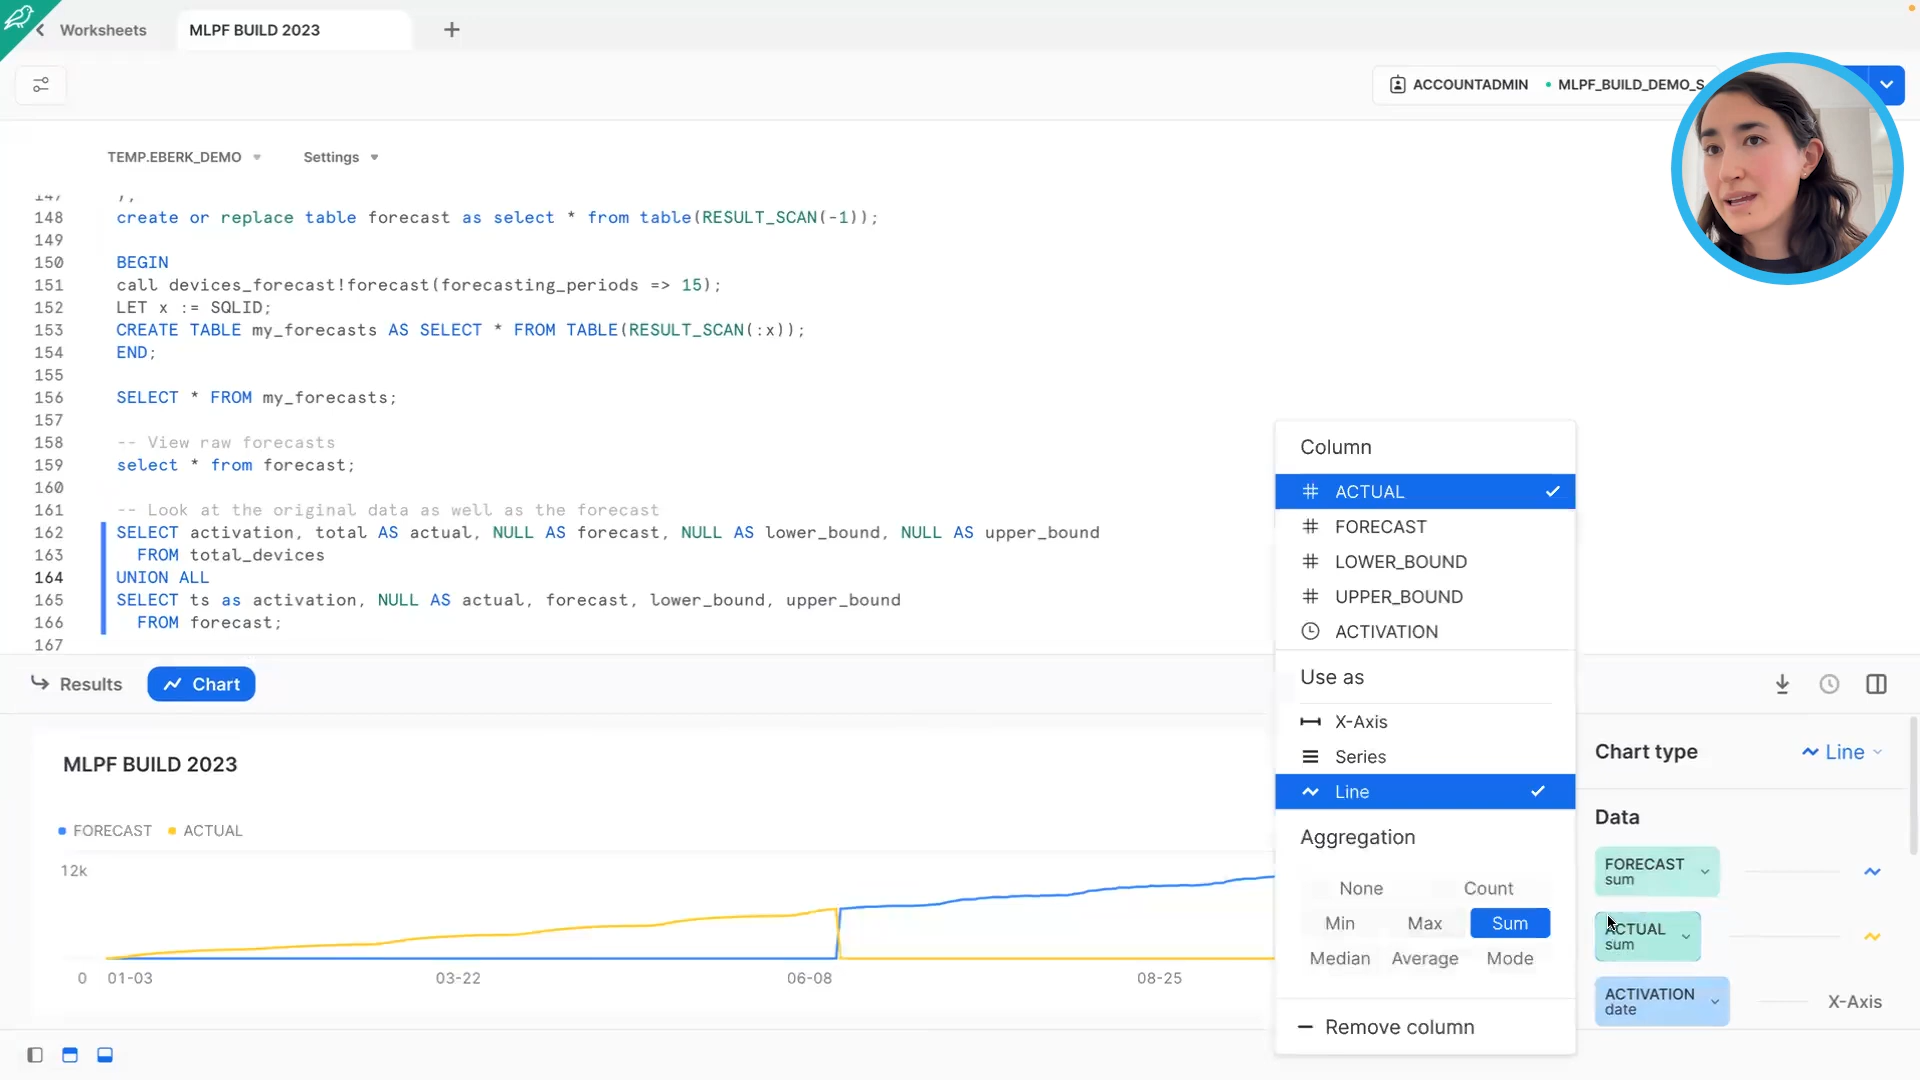 Worksheets
MLPF BUILD 2023
ACCOUNTADMIN
MLPF_BUILD_DEMO_S
TEMP.EBERK_DEMO
Settings
147 );
148 create or replace table forecast as select * from table(RESULT_SCAN(-1));
149
150 BEGIN
151 call devices_forecast!forecast(forecasting_periods => 15);
152 LET x := SQLID;
153 CREATE TABLE my_forecasts AS SELECT * FROM TABLE(RESULT_SCAN(:x));
154 END;
155
156 SELECT * FROM my_forecasts;
157
158 -- View raw forecasts
159 select * from forecast;
160
161 -- Look at the original data as well as the forecast
162 SELECT activation, total AS actual, NULL AS forecast, NULL AS lower_bound, NULL AS upper_bound
163 FROM total_devices
164 UNION ALL
165 SELECT ts as activation, NULL AS actual, forecast, lower_bound, upper_bound
166 FROM forecast;
167
Column
ACTUAL
FORECAST
LOWER_BOUND
UPPER_BOUND
ACTIVATION
Use as
X-Axis
Series
Line
Aggregation
None Count
Min Max Sum
Median Average Mode
Remove column
Results
Chart
MLPF BUILD 2023
FORECAST ACTUAL
12k
0 01-03 03-22 06-08 08-25
Chart type
Line
Data
FORECAST
sum
ACTUAL
sum
ACTIVATION
date
X-Axis